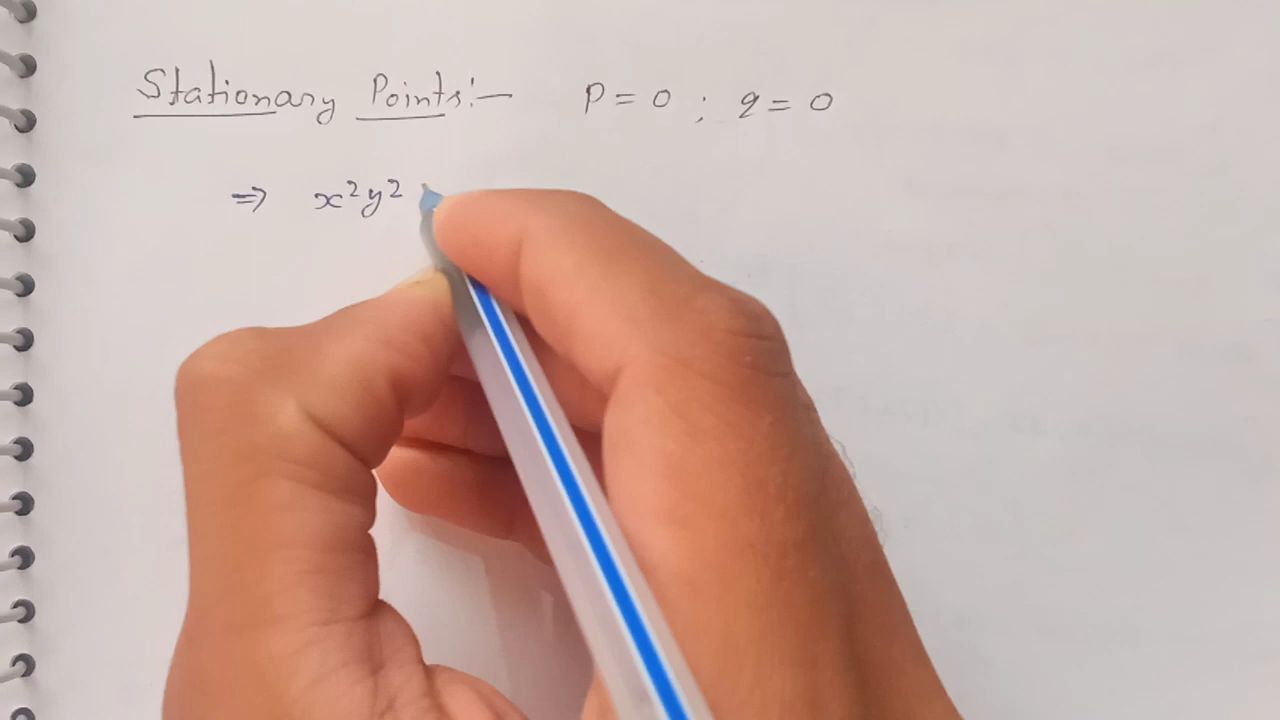 Stationary Points:- p = 0 ; q = 0
⇒ x²y²